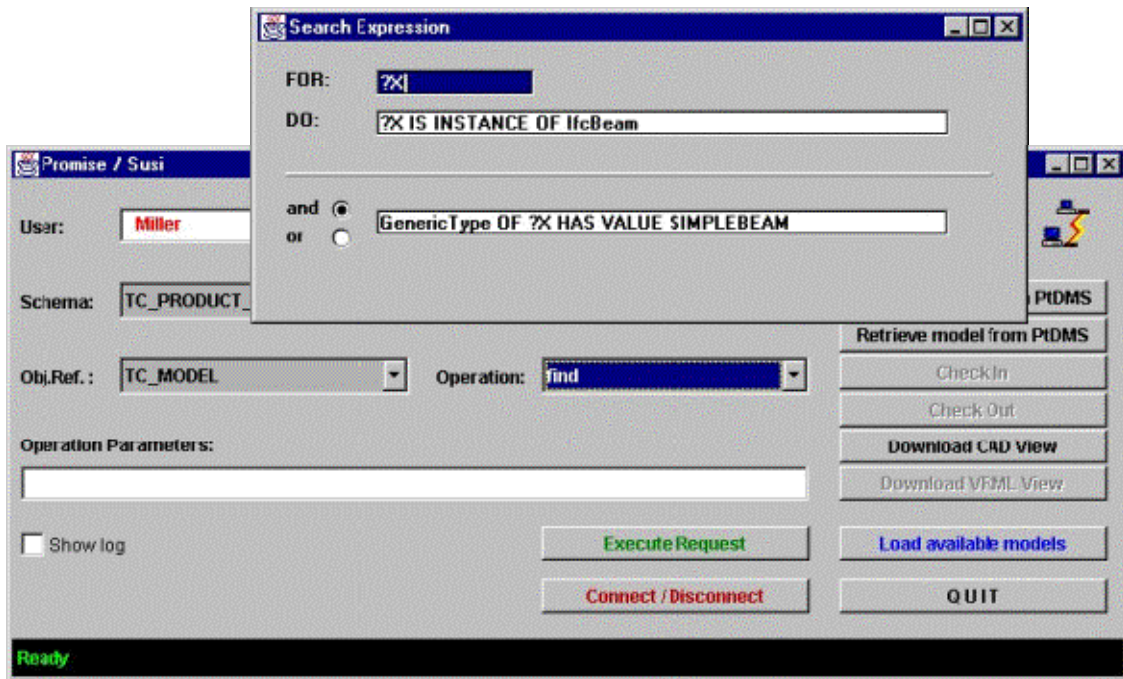 Search Expression
FOR: ?X
DO: ?X IS INSTANCE OF IfcBeam
and
or
GenericType OF ?X HAS VALUE SIMPLEBEAM
Promise / Susi
User: Miller
Schema: TC_PRODUCT_
PtDMS
Retrieve model from PtDMS
Obj.Ref. : TC_MODEL Operation: find
Check In
Check Out
Operation Parameters:
Download CAD View
Download VRML View
Show log
Execute Request
Load available models
Connect / Disconnect
QUIT
Ready